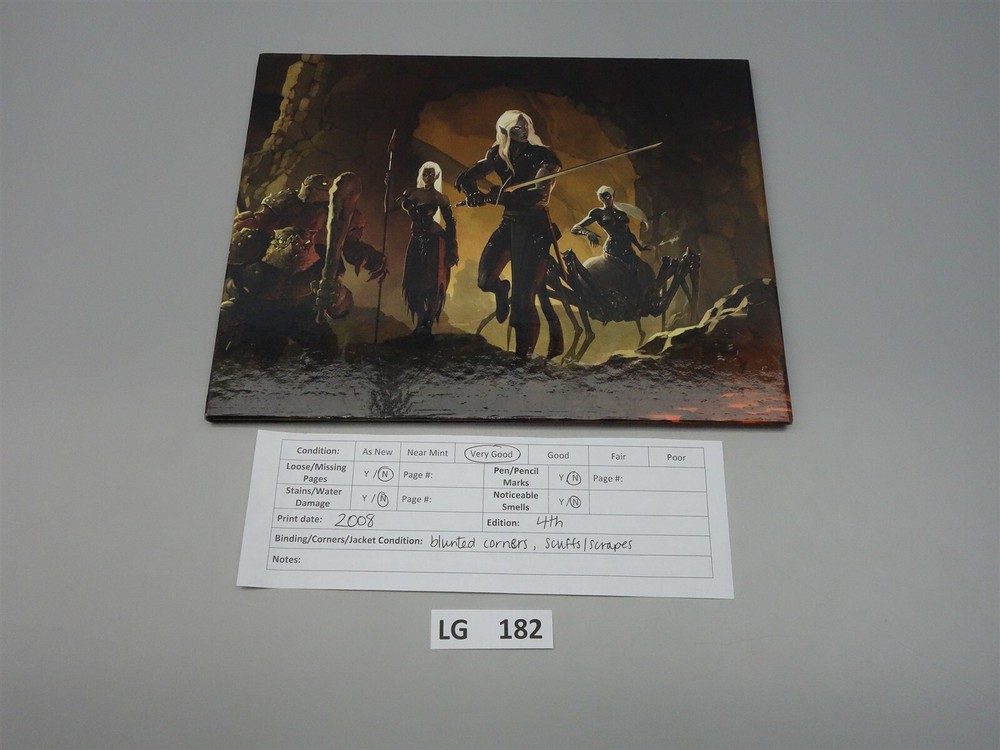 Condition: As New Near Mint Very Good Good Fair Poor
Loose/Missing Pages Y / N Page #: Pen/Pencil Marks Y / N Page #:
Stains/Water Damage Y / N Page #: Noticeable Smells Y / N
Print date: 2008 Edition: 4th
Binding/Corners/Jacket Condition: blunted corners, scuffs/scrapes
Notes:
LG 182